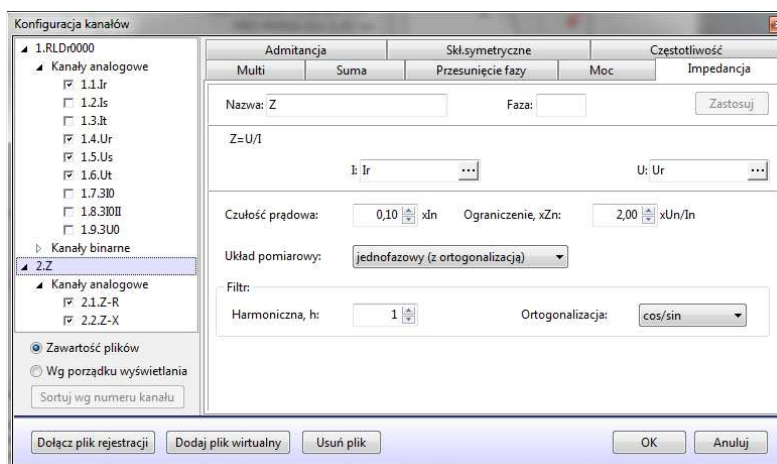 Konfiguracja kanałów
1.RLDr0000
Kanały analogowe
1.1.Ir
1.2.Is
1.3.It
1.4.Ur
1.5.Us
1.6.Ut
1.7.3I0
1.8.3I0II
1.9.3U0
Kanały binarne
2.Z
Kanały analogowe
2.1.Z-R
2.2.Z-X
Zawartość plików
Wg porządku wyświetlania
Sortuj wg numeru kanału
Admitancja Skł.symetryczne Częstotliwość
Multi Suma Przesunięcie fazy Moc Impedancja
Nazwa: Z Faza: Zastosuj
Z=U/I
I: Ir ... U: Ur ...
Czułość prądowa: 0,10 xIn Ograniczenie, xZn: 2,00 xUn/In
Układ pomiarowy: jednofazowy (z ortogonalizacją)
Filtr:
Harmoniczna, h: 1 Ortogonalizacja: cos/sin
Dołącz plik rejestracji Dodaj plik wirtualny Usuń plik OK Anuluj